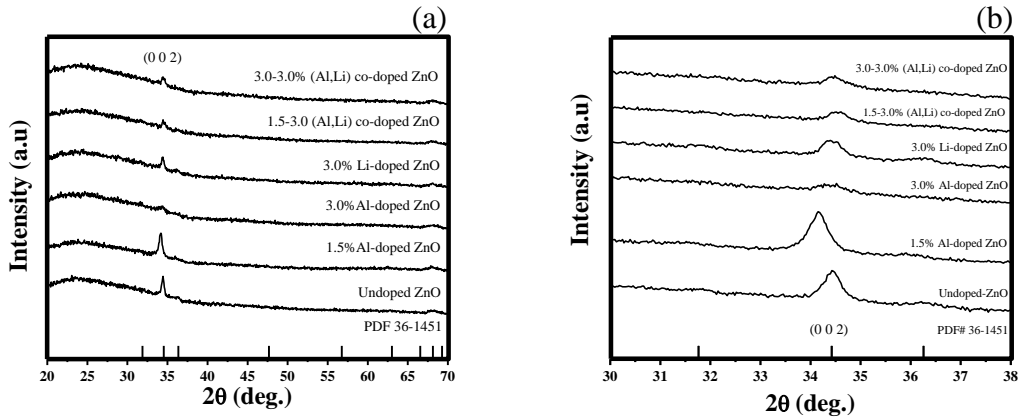 (a)
Intensity (a.u)
(0 0 2)
3.0-3.0% (Al,Li) co-doped ZnO
1.5-3.0 (Al,Li) co-doped ZnO
3.0% Li-doped ZnO
3.0%Al-doped ZnO
1.5%Al-doped ZnO
Undoped ZnO
PDF 36-1451
20 25 30 35 40 45 50 55 60 65 70
2θ (deg.)
(b)
Intensity (a.u)
3.0-3.0% (Al,Li) co-doped ZnO
1.5-3.0% (Al,Li) co-doped ZnO
3.0% Li-doped ZnO
3.0% Al-doped ZnO
1.5% Al-doped ZnO
Undoped-ZnO
(0 0 2)
PDF# 36-1451
30 31 32 33 34 35 36 37 38
2θ (deg.)